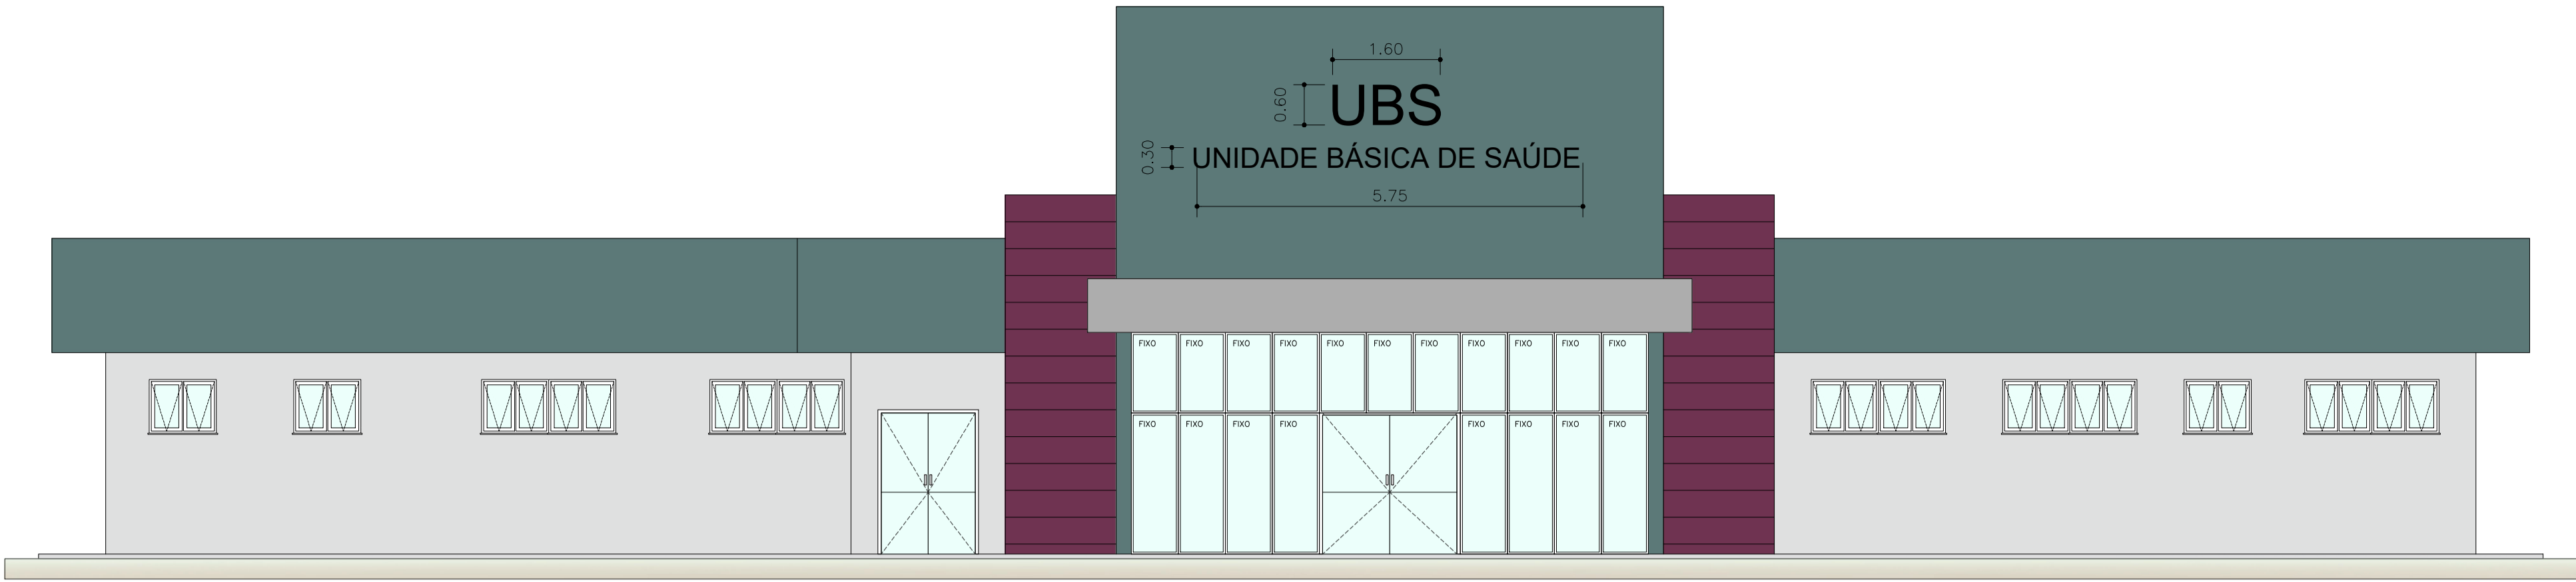 1.60
0.60
UBS
0.30
UNIDADE BÁSICA DE SAÚDE
5.75
FIXO FIXO FIXO FIXO FIXO FIXO FIXO FIXO FIXO FIXO FIXO
FIXO FIXO FIXO FIXO FIXO FIXO FIXO FIXO